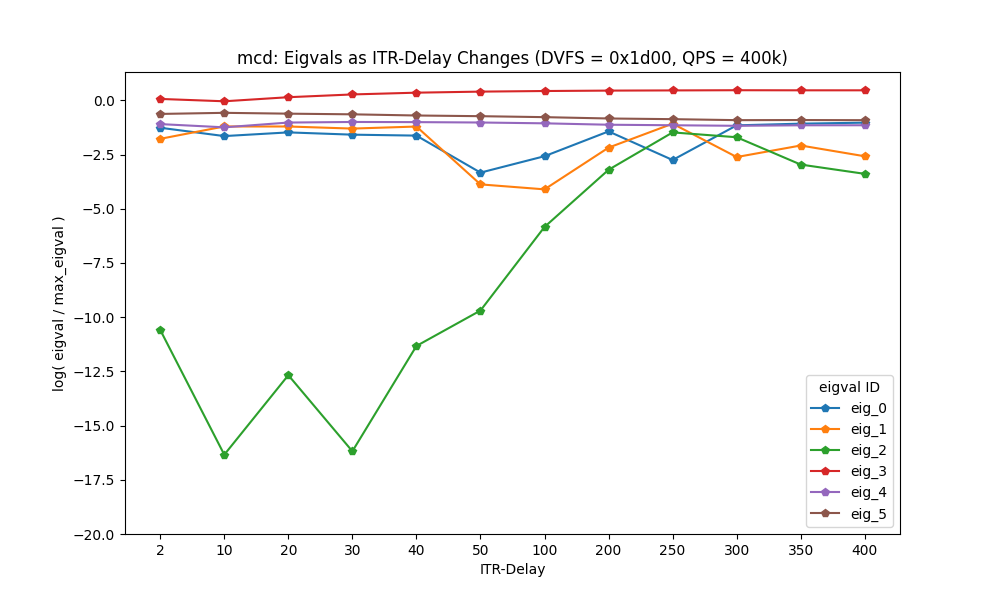 mcd: Eigvals as ITR-Delay Changes (DVFS = 0x1d00, QPS = 400k)
log( eigval / max_eigval )
0.0
−2.5
−5.0
−7.5
−10.0
−12.5
−15.0
−17.5
−20.0
eigval ID
eig_0
eig_1
eig_2
eig_3
eig_4
eig_5
2 10 20 30 40 50 100 200 250 300 350 400
ITR-Delay